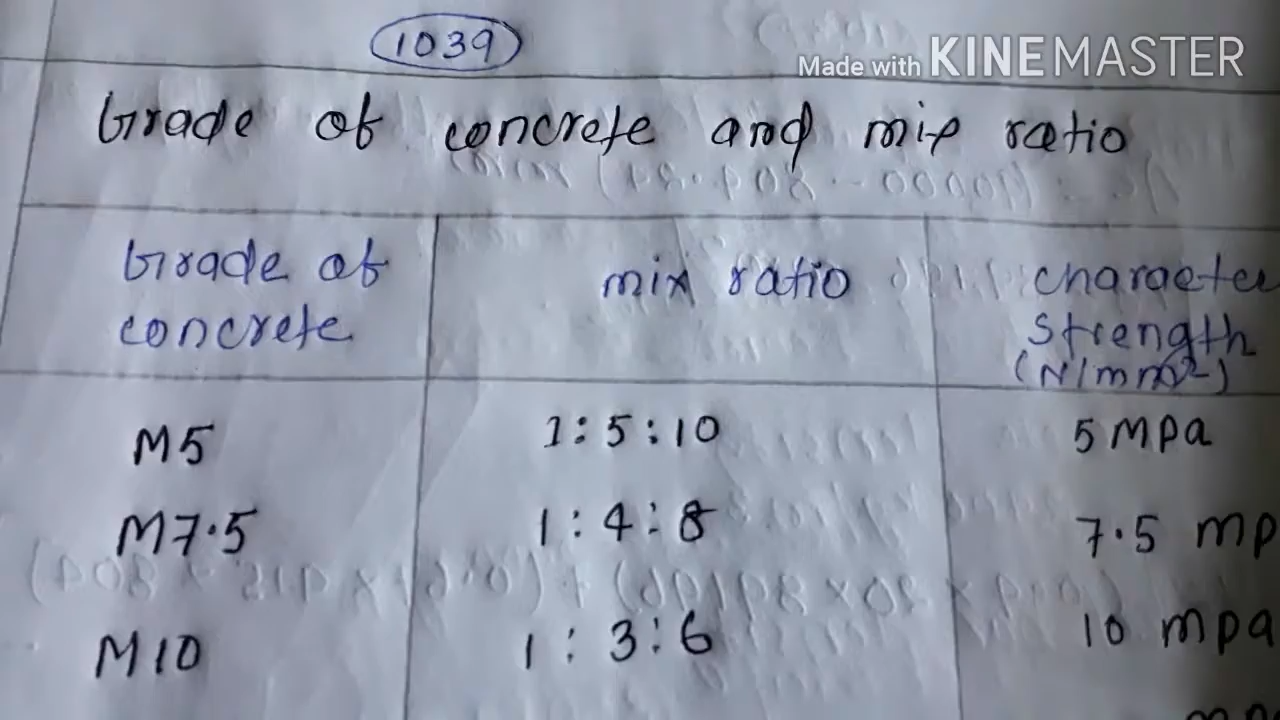 1039
Made with KINEMASTER
Grade of concrete and mix ratio
Grade of concrete
mix ratio
character strength (N/mm²)
M5
1:5:10
5 Mpa
M7.5
1:4:8
7.5 mp
M10
1:3:6
10 mpa